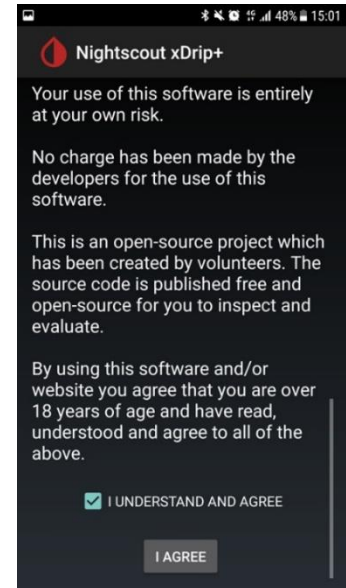 48% 15:01
Nightscout xDrip+
Your use of this software is entirely
at your own risk.
No charge has been made by the
developers for the use of this
software.
This is an open-source project which
has been created by volunteers. The
source code is published free and
open-source for you to inspect and
evaluate.
By using this software and/or
website you agree that you are over
18 years of age and have read,
understood and agree to all of the
above.
I UNDERSTAND AND AGREE
I AGREE